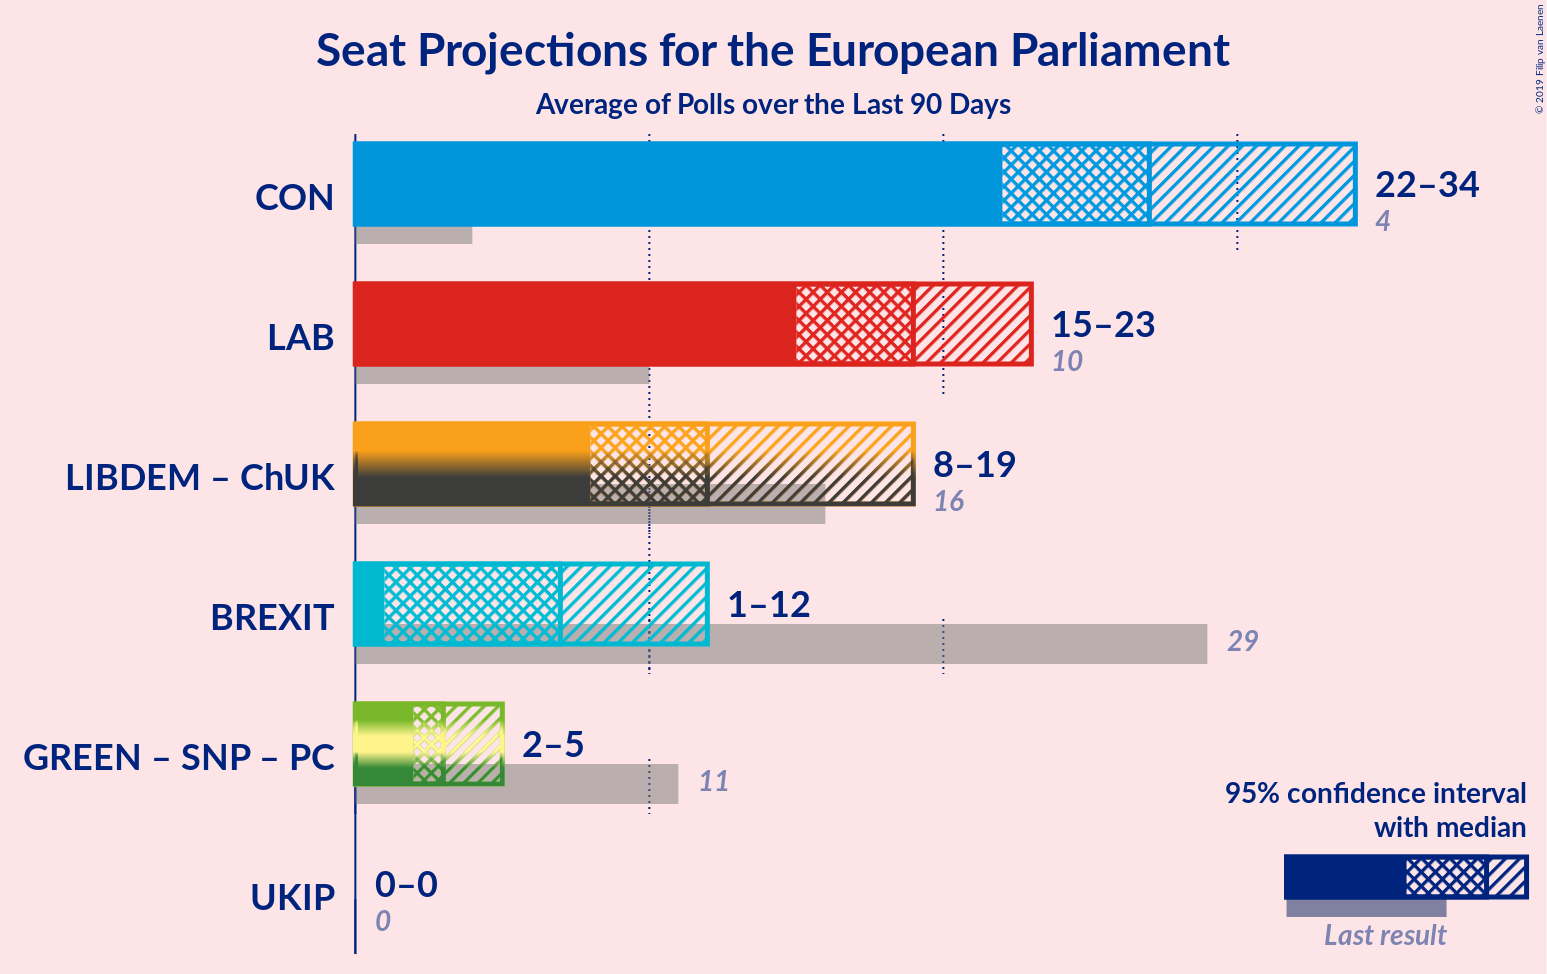 Seat Projections for the European Parliament
Average of Polls over the Last 90 Days
© 2019 Filip van Laenen
CON
22–34
4
LAB
15–23
10
LIBDEM – ChUK
8–19
16
BREXIT
1–12
29
GREEN – SNP – PC
2–5
11
UKIP
0–0
0
95% confidence interval
with median
Last result